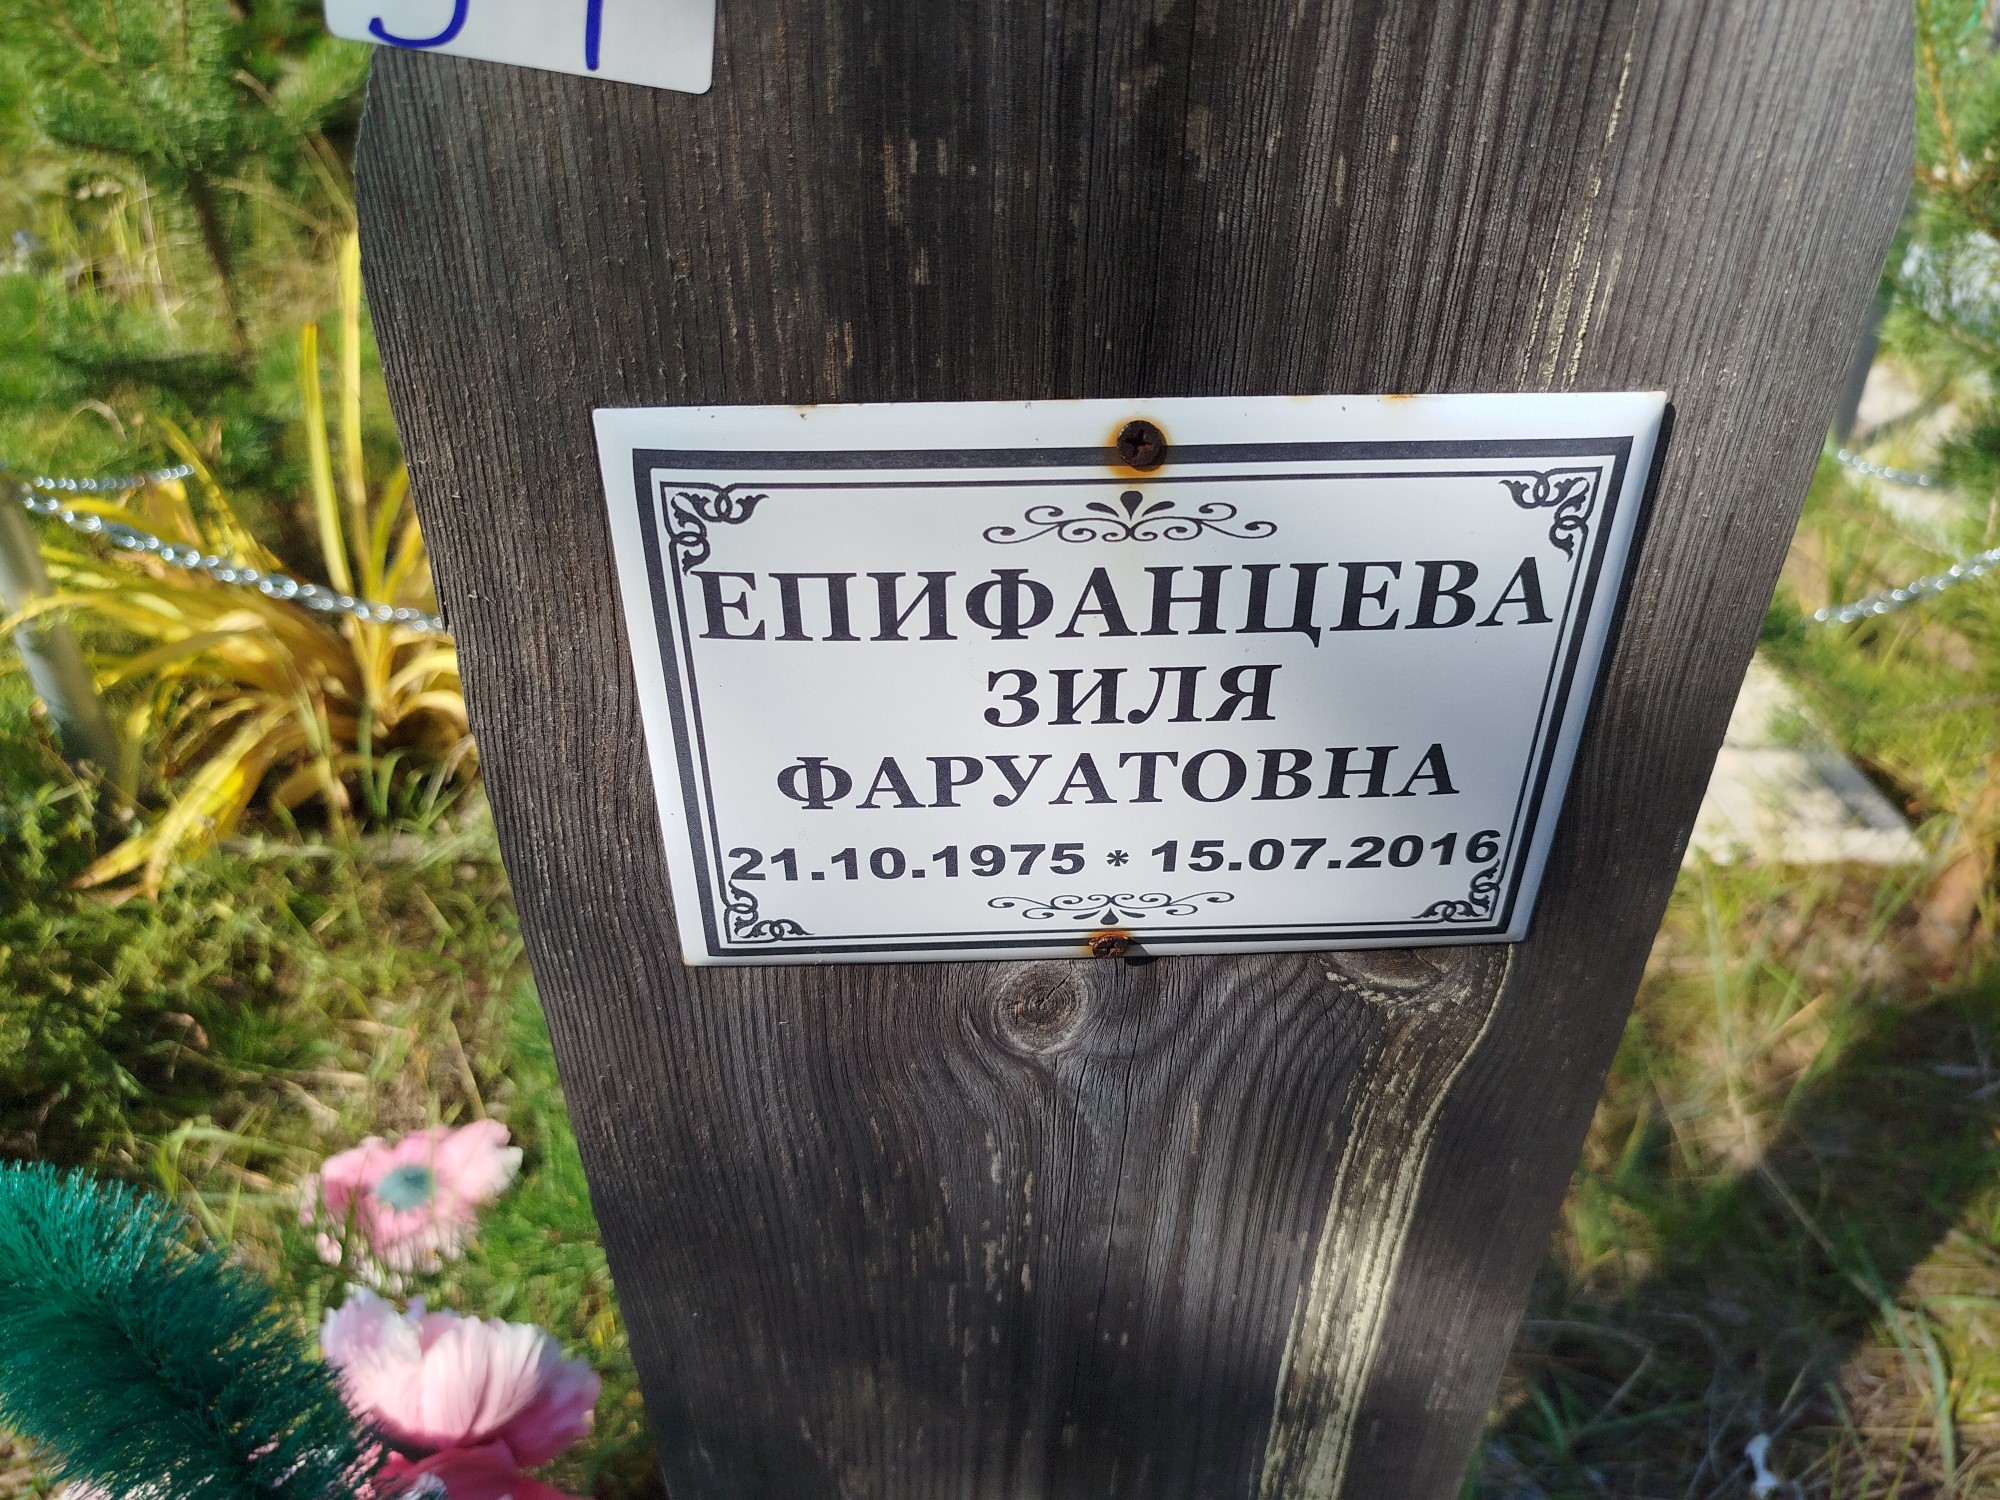 ЕПИФАНЦЕВА
ЗИЛЯ
ФАРУАТОВНА
21.10.1975 * 15.07.2016